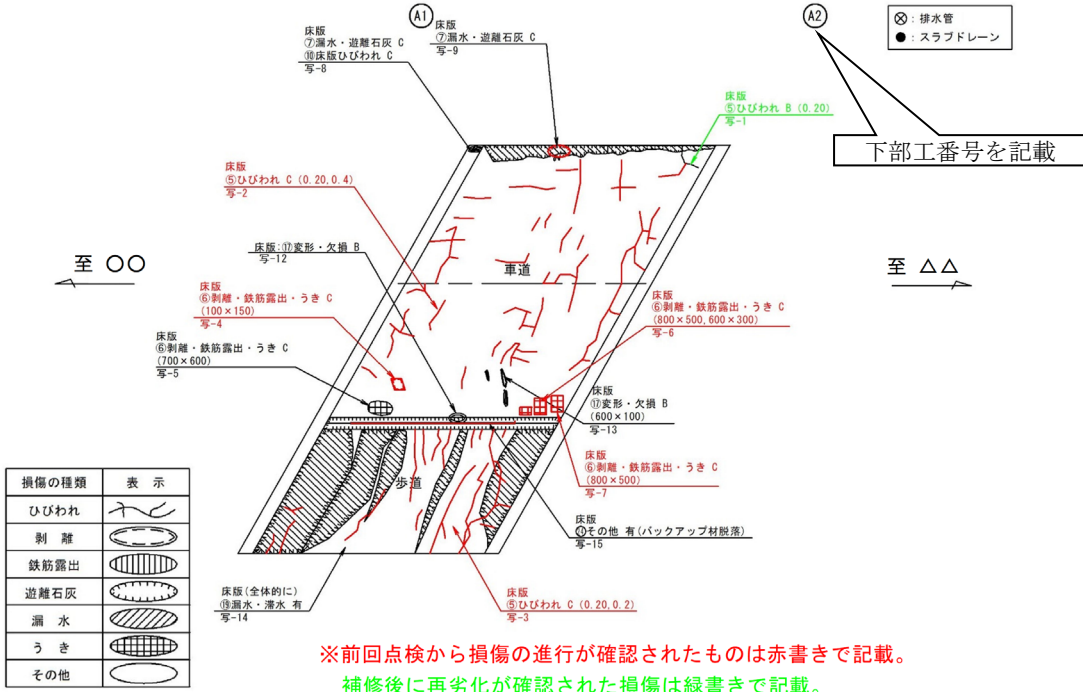 A1
A2
⊗：排水管
●：スラブドレーン
床版
⑦漏水・遊離石灰 C
⑩床版ひびわれ C
写-8
床版
⑦漏水・遊離石灰 C
写-9
床版
⑤ひびわれ B (0.20)
写-1
下部工番号を記載
床版
⑤ひびわれ C (0.20,0.4)
写-2
床版:⑰変形・欠損 B
写-12
至 〇〇
至 △△
車道
床版
⑥剥離・鉄筋露出・うき C
(100×150)
写-4
床版
⑥剥離・鉄筋露出・うき C
(800×500,600×300)
写-6
床版
⑥剥離・鉄筋露出・うき C
(700×600)
写-5
床版
⑰変形・欠損 B
(600×100)
写-13
床版
⑥剥離・鉄筋露出・うき C
(800×500)
写-7
歩道
床版
その他 有(バックアップ材脱落)
写-15
床版(全体的に)
⑲漏水・滞水 有
写-14
床版
⑤ひびわれ C (0.20,0.2)
写-3
損傷の種類 表 示
ひびわれ
剥 離
鉄筋露出
遊離石灰
漏 水
う き
その他
※前回点検から損傷の進行が確認されたものは赤書きで記載。
補修後に再劣化が確認された損傷は緑書きで記載。